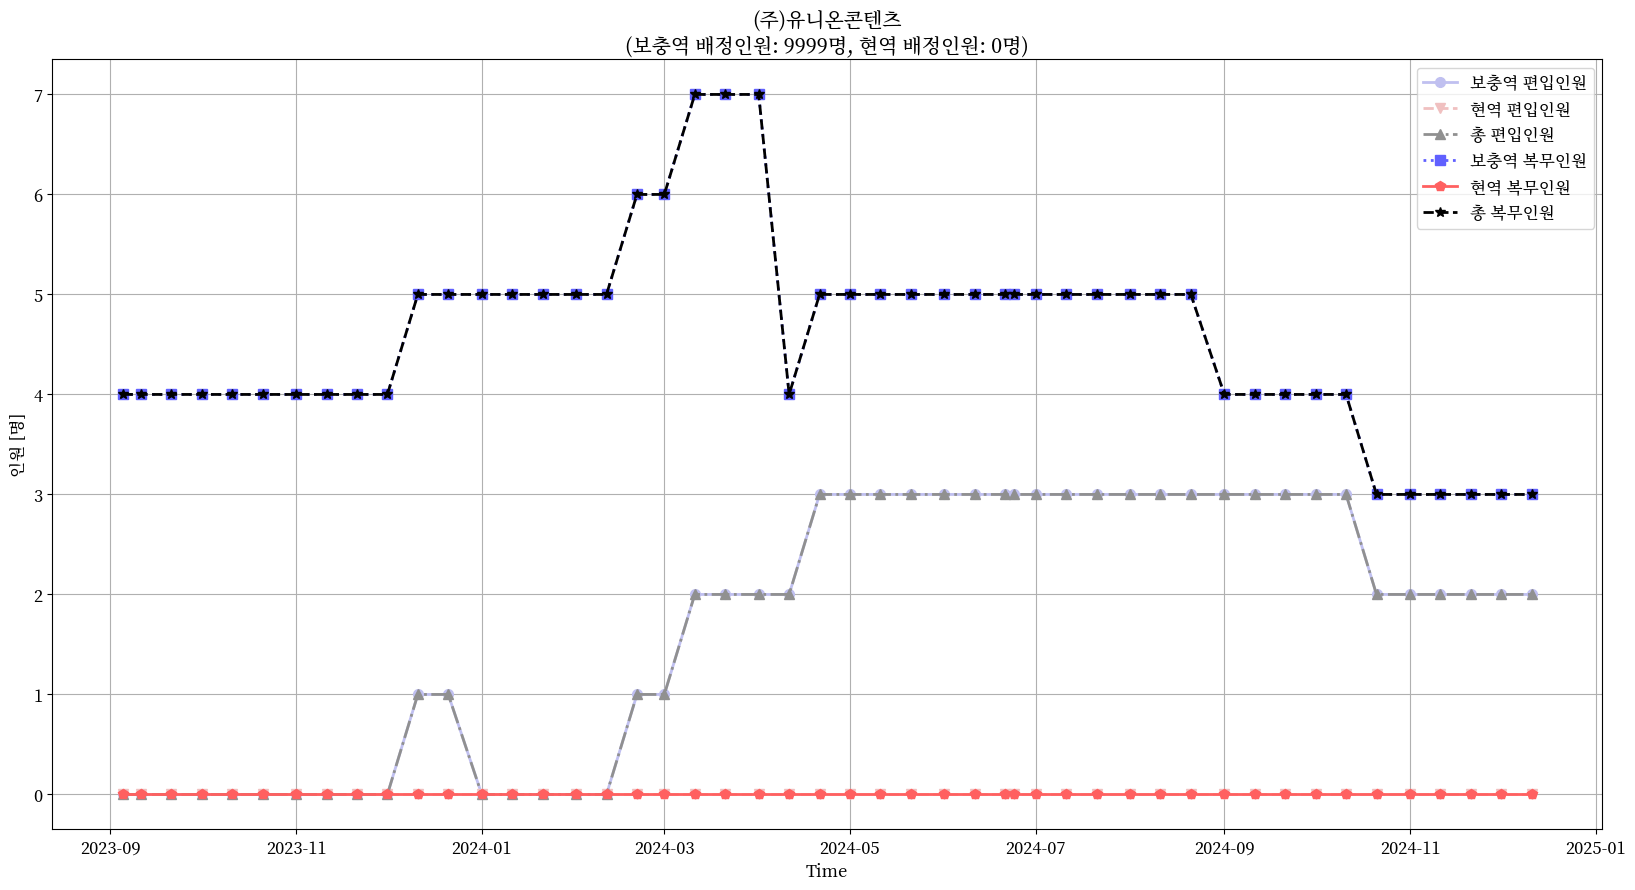 (주)유니온콘텐츠
(보충역 배정인원: 9999명, 현역 배정인원: 0명)
보충역 편입인원
현역 편입인원
총 편입인원
보충역 복무인원
현역 복무인원
총 복무인원
인원 [명]
7
6
5
4
3
2
1
0
2023-09 2023-11 2024-01 2024-03 2024-05 2024-07 2024-09 2024-11 2025-01
Time